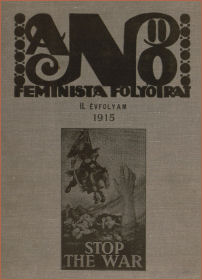 A NŐ
FEMINISTA FOLYÓIRAT
II. ÉVFOLYAM
1915
STOP
THE WAR